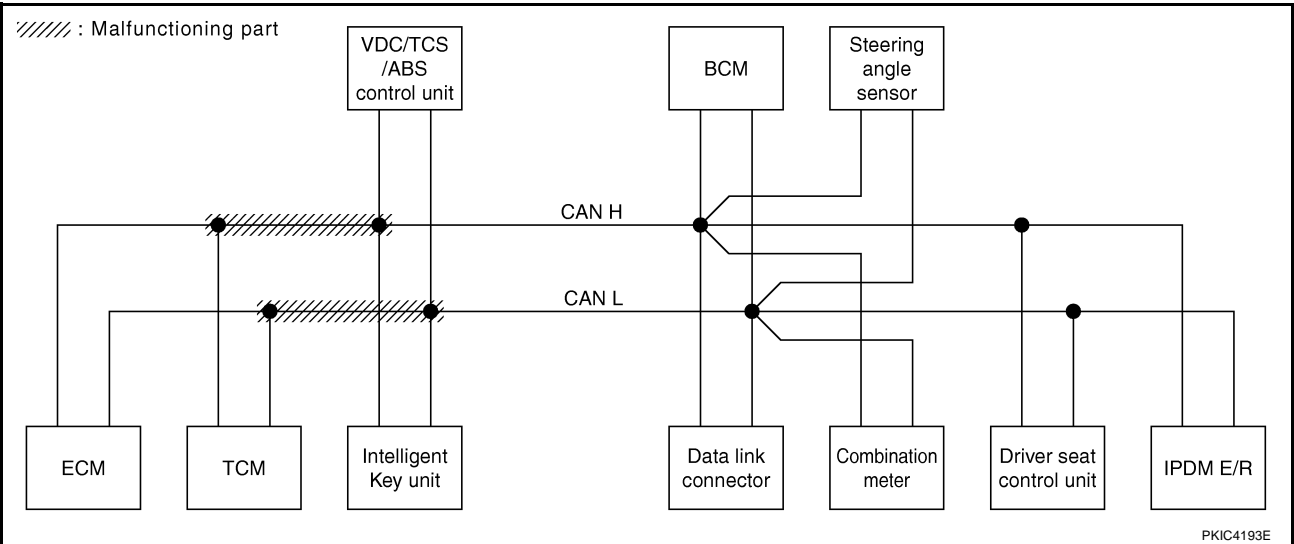 : Malfunctioning part
VDC/TCS
/ABS
control unit
BCM
Steering
angle
sensor
CAN H
CAN L
ECM
TCM
Intelligent
Key unit
Data link
connector
Combination
meter
Driver seat
control unit
IPDM E/R
PKIC4193E